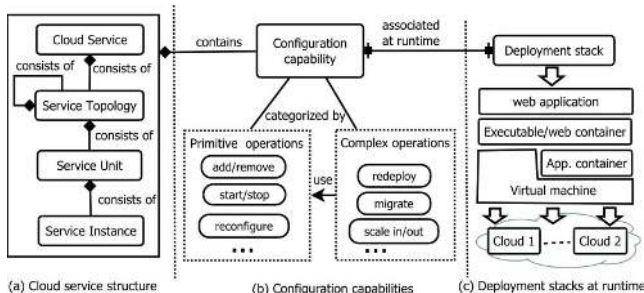 Cloud Service
consists of
consists of
Service Topology
consists of
Service Unit
consists of
Service Instance
(a) Cloud service structure
contains
Configuration
capability
categorized by
Primitive operations
add/remove
start/stop
reconfigure
...
use
Complex operations
redeploy
migrate
scale in/out
...
(b) Configuration capabilities
associated
at runtime
Deployment stack
web application
Executable/web container
App. container
Virtual machine
Cloud 1
Cloud 2
(c) Deployment stacks at runtime